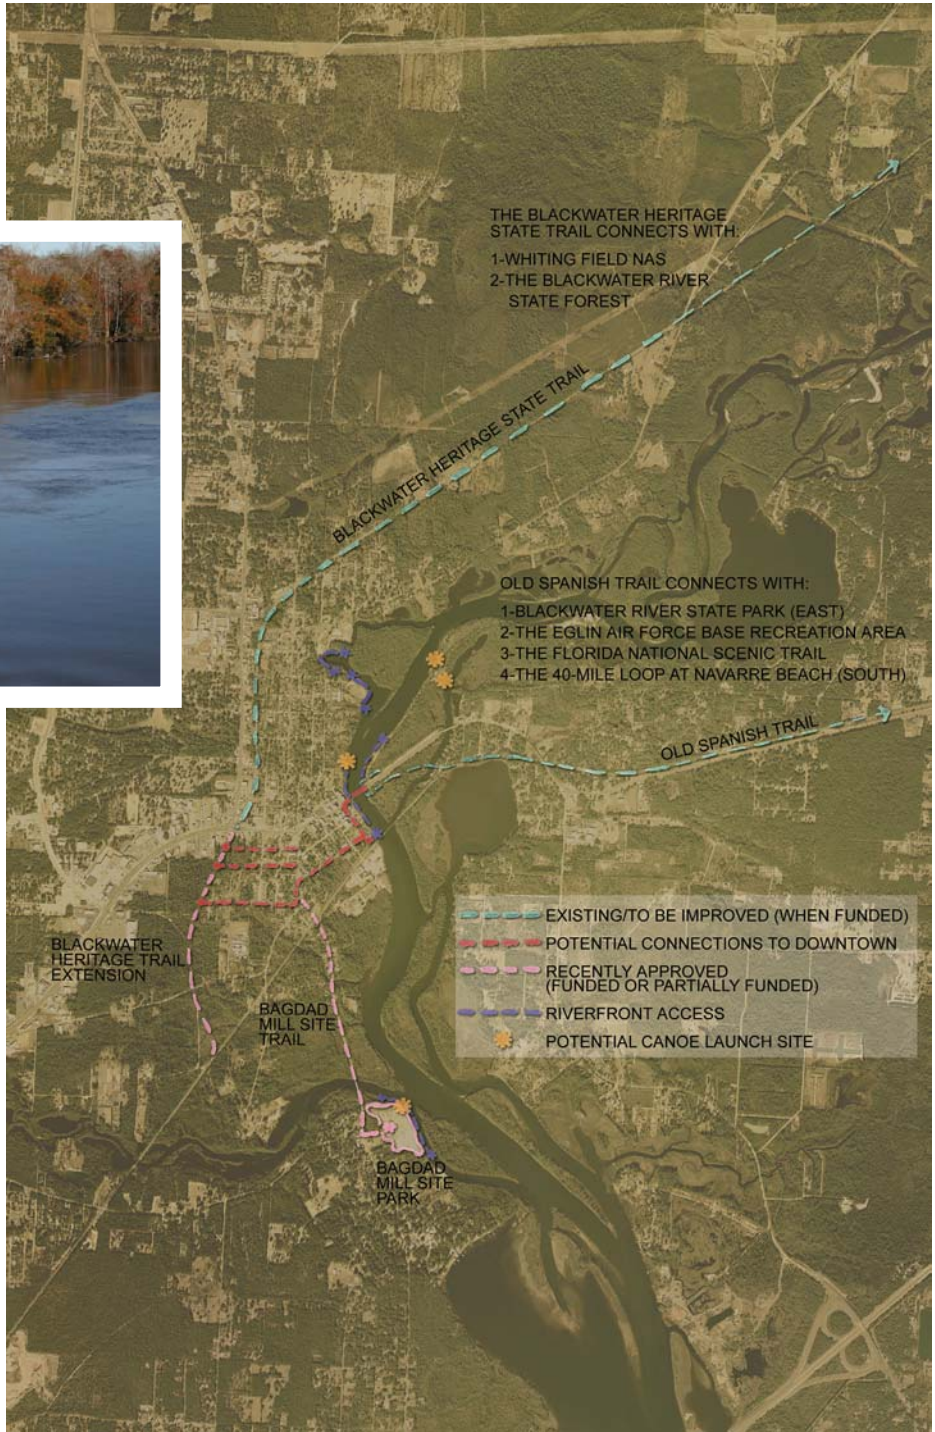 THE BLACKWATER HERITAGE
STATE TRAIL CONNECTS WITH:
1-WHITING FIELD NAS
2-THE BLACKWATER RIVER
STATE FOREST
BLACKWATER HERITAGE STATE TRAIL
OLD SPANISH TRAIL CONNECTS WITH:
1-BLACKWATER RIVER STATE PARK (EAST)
2-THE EGLIN AIR FORCE BASE RECREATION AREA
3-THE FLORIDA NATIONAL SCENIC TRAIL
4-THE 40-MILE LOOP AT NAVARRE BEACH (SOUTH)
OLD SPANISH TRAIL
EXISTING/TO BE IMPROVED (WHEN FUNDED)
POTENTIAL CONNECTIONS TO DOWNTOWN
RECENTLY APPROVED
(FUNDED OR PARTIALLY FUNDED)
RIVERFRONT ACCESS
POTENTIAL CANOE LAUNCH SITE
BLACKWATER
HERITAGE TRAIL
EXTENSION
BAGDAD
MILL SITE
TRAIL
BAGDAD
MILL SITE
PARK